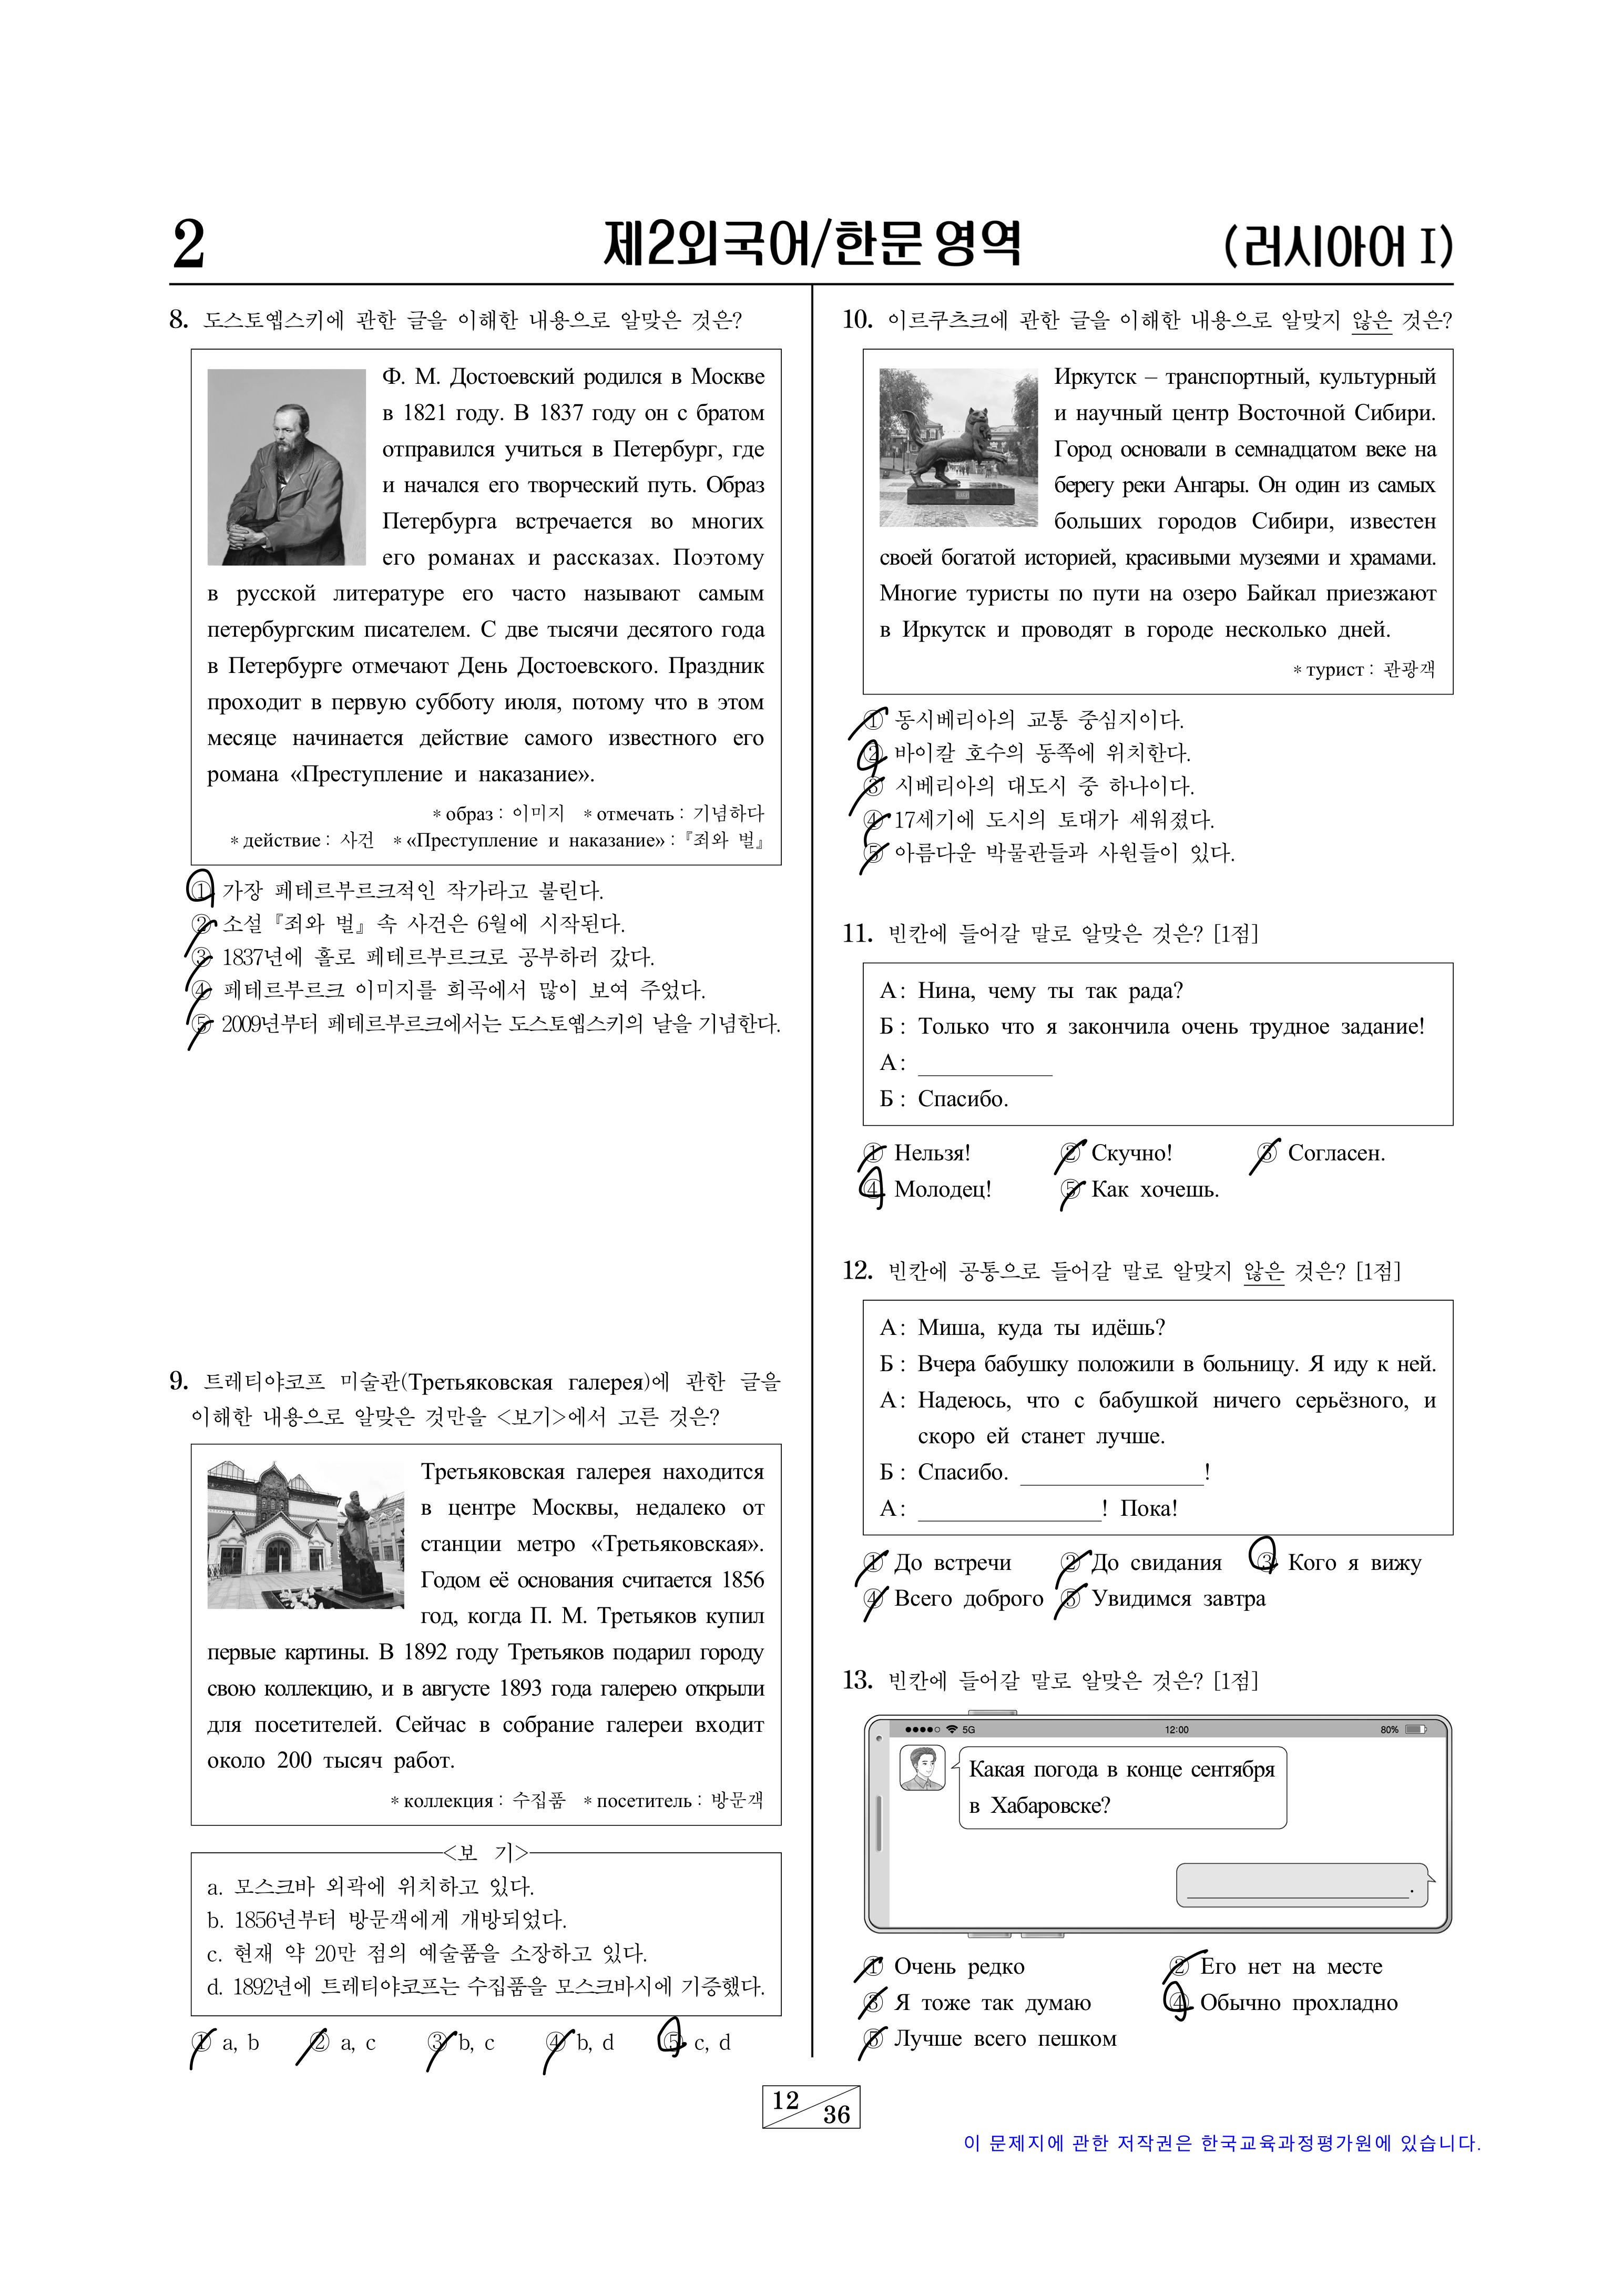 2
제2외국어/한문 영역
(러시아어 I)
8. 도스토옙스키에 관한 글을 이해한 내용으로 알맞은 것은?
Ф. М. Достоевский родился в Москве
в 1821 году. В 1837 году он с братом
отправился учиться в Петербург, где
и начался его творческий путь. Образ
Петербурга встречается во многих
его романах и рассказах. Поэтому
в русской литературе его часто называют самым
петербургским писателем. С две тысячи десятого года
в Петербурге отмечают День Достоевского. Праздник
проходит в первую субботу июля, потому что в этом
месяце начинается действие самого известного его
романа «Преступление и наказание».
* образ : 이미지 * отмечать : 기념하다
* действие : 사건 * «Преступление и наказание» : 『죄와 벌』
① 가장 페테르부르크적인 작가라고 불린다.
② 소설 『죄와 벌』 속 사건은 6월에 시작된다.
③ 1837년에 홀로 페테르부르크로 공부하러 갔다.
④ 페테르부르크 이미지를 희곡에서 많이 보여 주었다.
⑤ 2009년부터 페테르부르크에서는 도스토옙스키의 날을 기념한다.
9. 트레티야코프 미술관(Третьяковская галерея)에 관한 글을
이해한 내용으로 알맞은 것만을 <보기>에서 고른 것은?
Третьяковская галерея находится
в центре Москвы, недалеко от
станции метро «Третьяковская».
Годом её основания считается 1856
год, когда П. М. Третьяков купил
первые картины. В 1892 году Третьяков подарил городу
свою коллекцию, и в августе 1893 года галерею открыли
для посетителей. Сейчас в собрание галереи входит
около 200 тысяч работ.
* коллекция : 수집품 * посетитель : 방문객
<보 기>
a. 모스크바 외곽에 위치하고 있다.
b. 1856년부터 방문객에게 개방되었다.
c. 현재 약 20만 점의 예술품을 소장하고 있다.
d. 1892년에 트레티야코프는 수집품을 모스크바시에 기증했다.
① a, b ② a, c ③ b, c ④ b, d ⑤ c, d
10. 이르쿠츠크에 관한 글을 이해한 내용으로 알맞지 않은 것은?
Иркутск – транспортный, культурный
и научный центр Восточной Сибири.
Город основали в семнадцатом веке на
берегу реки Ангары. Он один из самых
больших городов Сибири, известен
своей богатой историей, красивыми музеями и храмами.
Многие туристы по пути на озеро Байкал приезжают
в Иркутск и проводят в городе несколько дней.
* турист : 관광객
① 동시베리아의 교통 중심지이다.
② 바이칼 호수의 동쪽에 위치한다.
③ 시베리아의 대도시 중 하나이다.
④ 17세기에 도시의 토대가 세워졌다.
⑤ 아름다운 박물관들과 사원들이 있다.
11. 빈칸에 들어갈 말로 알맞은 것은? [1점]
А : Нина, чему ты так рада?
Б : Только что я закончила очень трудное задание!
А : ____________
Б : Спасибо.
① Нельзя! ② Скучно! ③ Согласен.
④ Молодец! ⑤ Как хочешь.
12. 빈칸에 공통으로 들어갈 말로 알맞지 않은 것은? [1점]
А : Миша, куда ты идёшь?
Б : Вчера бабушку положили в больницу. Я иду к ней.
А : Надеюсь, что с бабушкой ничего серьёзного, и
скоро ей станет лучше.
Б : Спасибо. ________________!
А : ________________! Пока!
① До встречи ② До свидания ③ Кого я вижу
④ Всего доброго ⑤ Увидимся завтра
13. 빈칸에 들어갈 말로 알맞은 것은? [1점]
5G 12:00 80%
Какая погода в конце сентября
в Хабаровске?
____________________.
① Очень редко ② Его нет на месте
③ Я тоже так думаю ④ Обычно прохладно
⑤ Лучше всего пешком
12
36
이 문제지에 관한 저작권은 한국교육과정평가원에 있습니다.